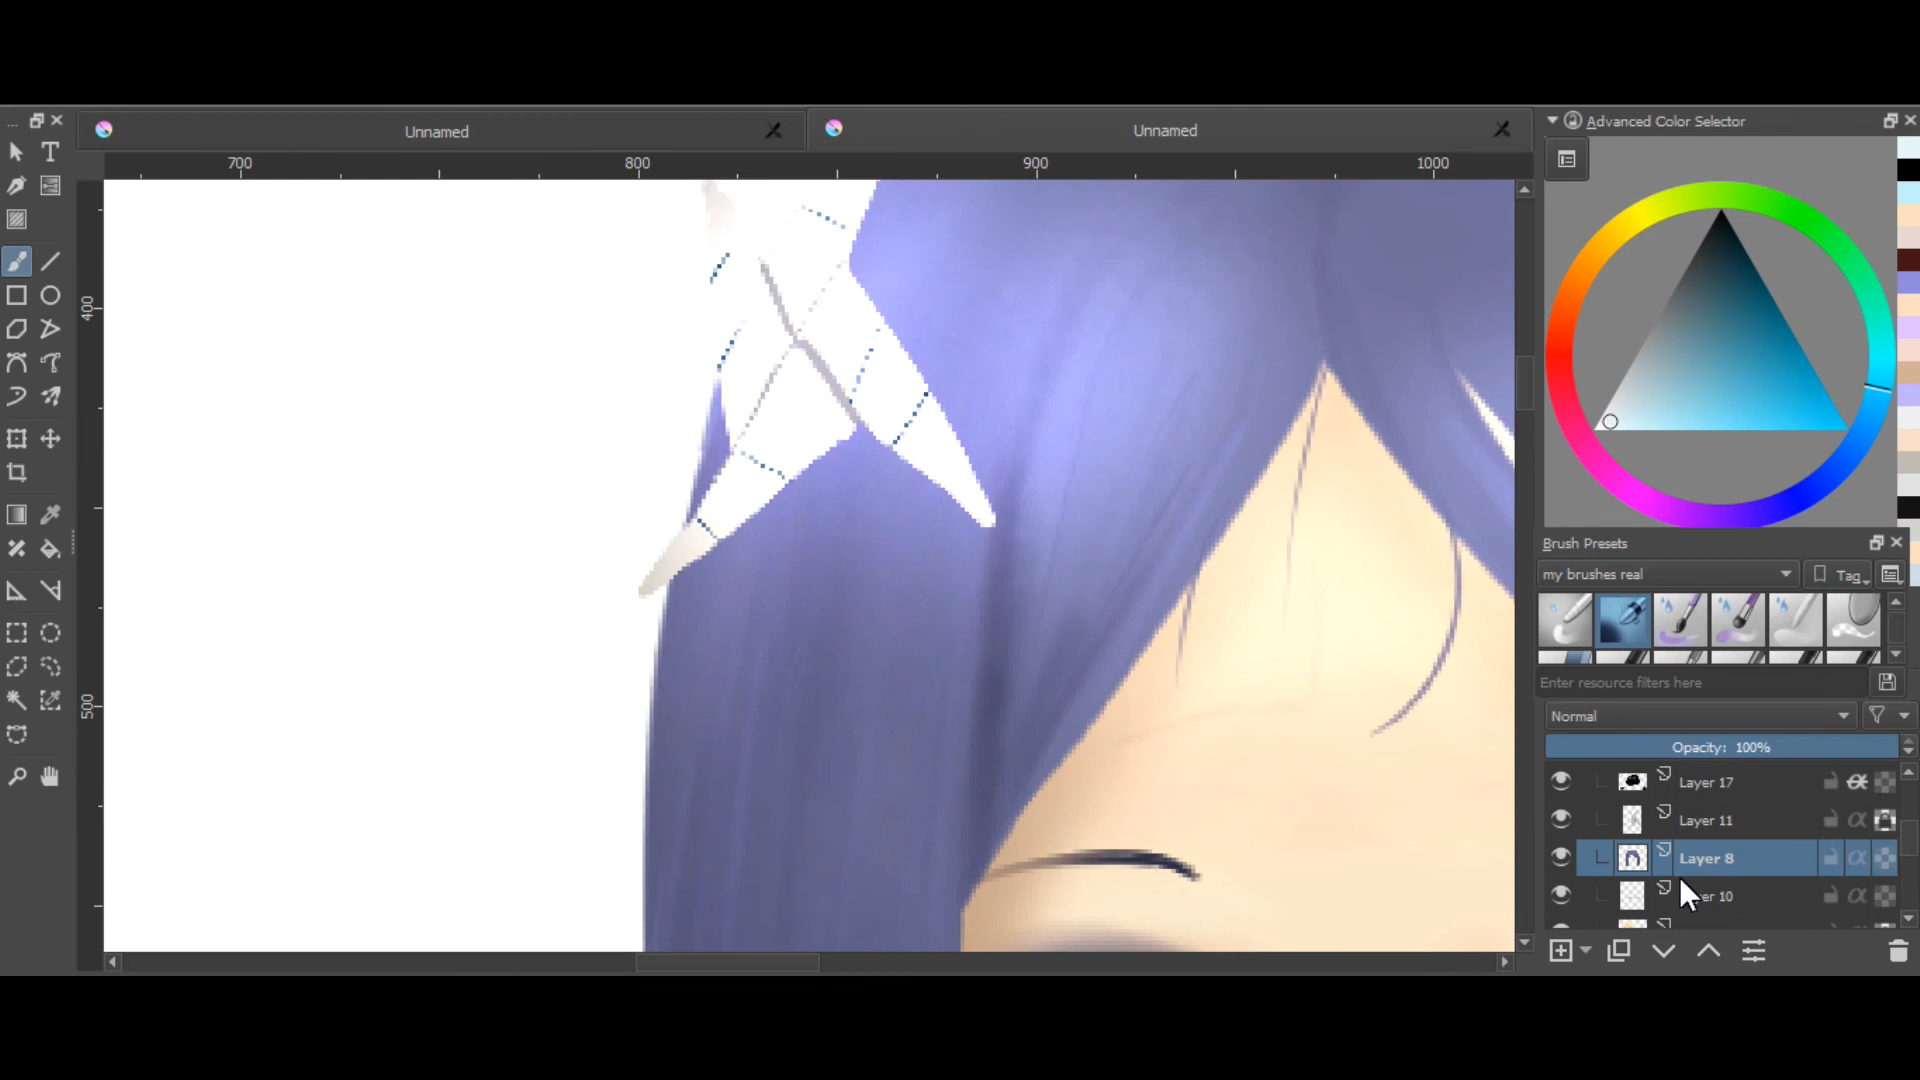 ...
Unnamed
Unnamed
Advanced Color Selector
700
800
900
1000
400
500
Brush Presets
my brushes real
Tag
Enter resource filters here
Normal
Opacity: 100%
Layer 17
Layer 11
Layer 8
er 10